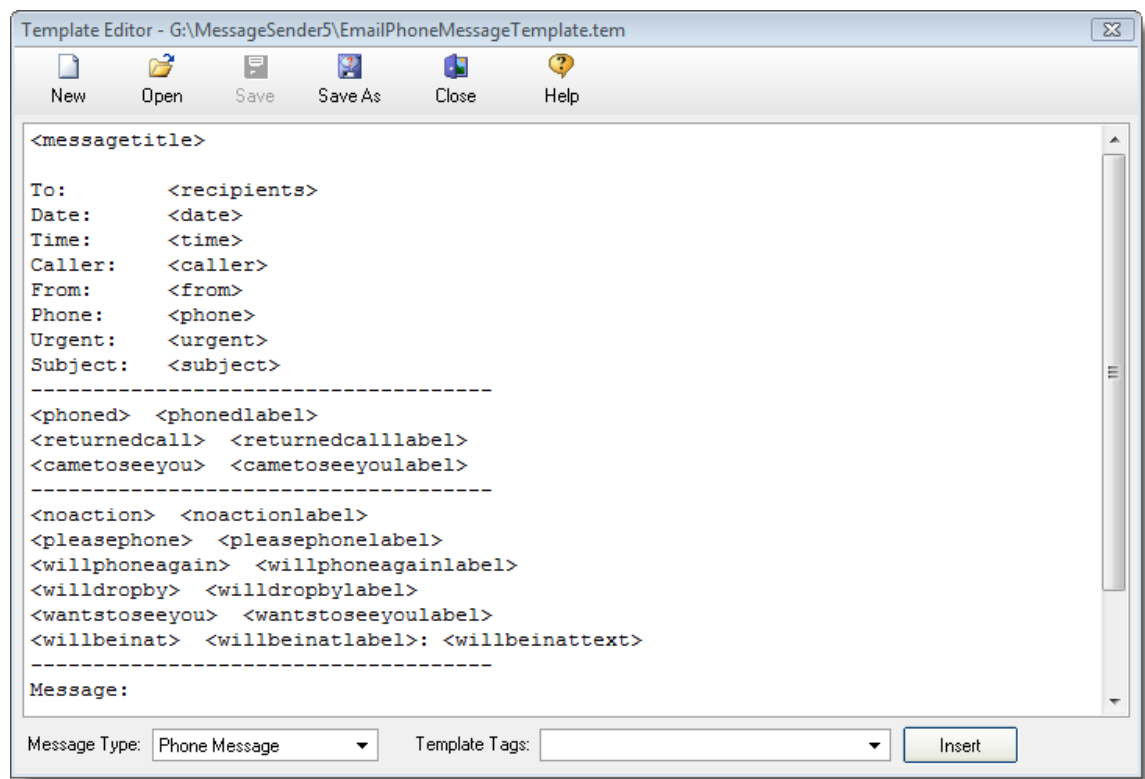 Template Editor - G:\MessageSender5\EmailPhoneMessageTemplate.tem
New Open Save Save As Close Help
<messagetitle>
To: <recipients>
Date: <date>
Time: <time>
Caller: <caller>
From: <from>
Phone: <phone>
Urgent: <urgent>
Subject: <subject>
-------------------------------------
<phoned> <phonedlabel>
<returnedcall> <returnedcalllabel>
<cametoseeyou> <cametoseeyoulabel>
-------------------------------------
<noaction> <noactionlabel>
<pleasephone> <pleasephonelabel>
<willphoneagain> <willphoneagainlabel>
<willdropby> <willdropbylabel>
<wantstoseeyou> <wantstoseeyoulabel>
<willbeinat> <willbeinatlabel>: <willbeinattext>
-------------------------------------
Message:
Message Type: Phone Message Template Tags: Insert